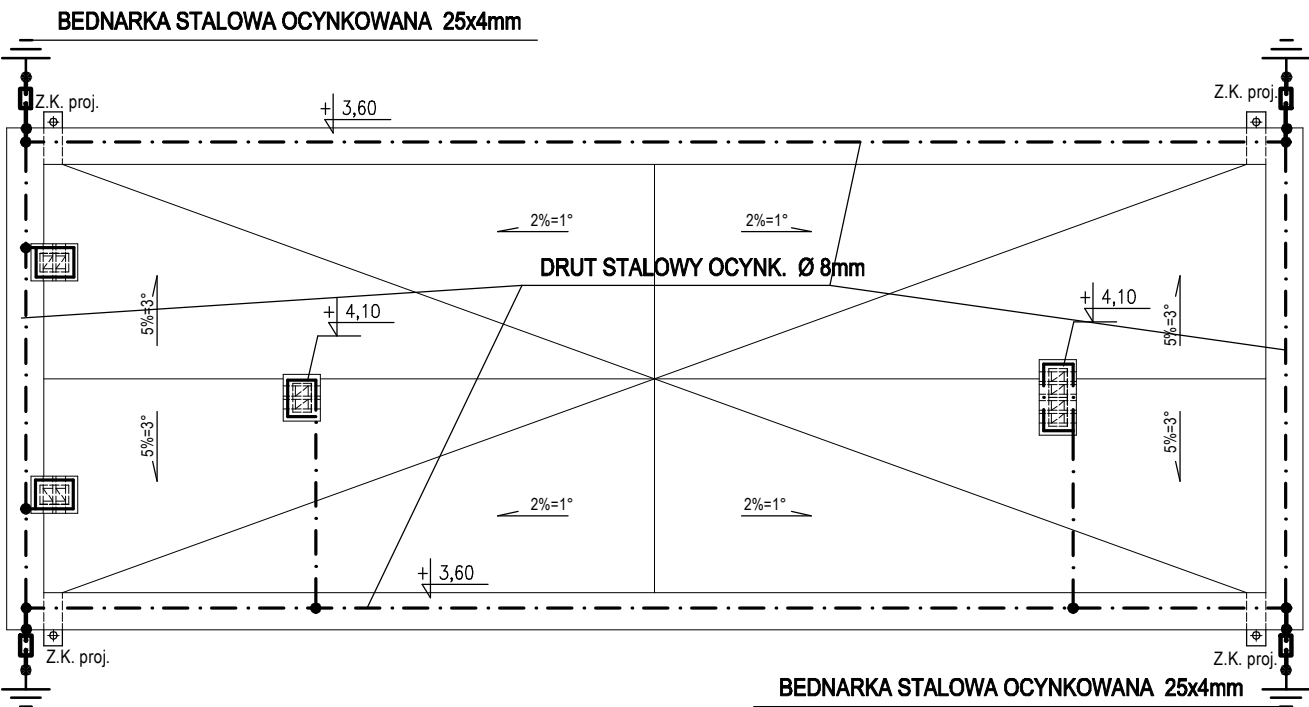 BEDNARKA STALOWA OCYNKOWANA 25x4mm
Z.K. proj.
Z.K. proj.
+ 3,60
2%=1°
2%=1°
DRUT STALOWY OCYNK. Ø 8mm
5%=3°
+ 4,10
+ 4,10
5%=3°
5%=3°
5%=3°
2%=1°
2%=1°
+ 3,60
Z.K. proj.
Z.K. proj.
BEDNARKA STALOWA OCYNKOWANA 25x4mm